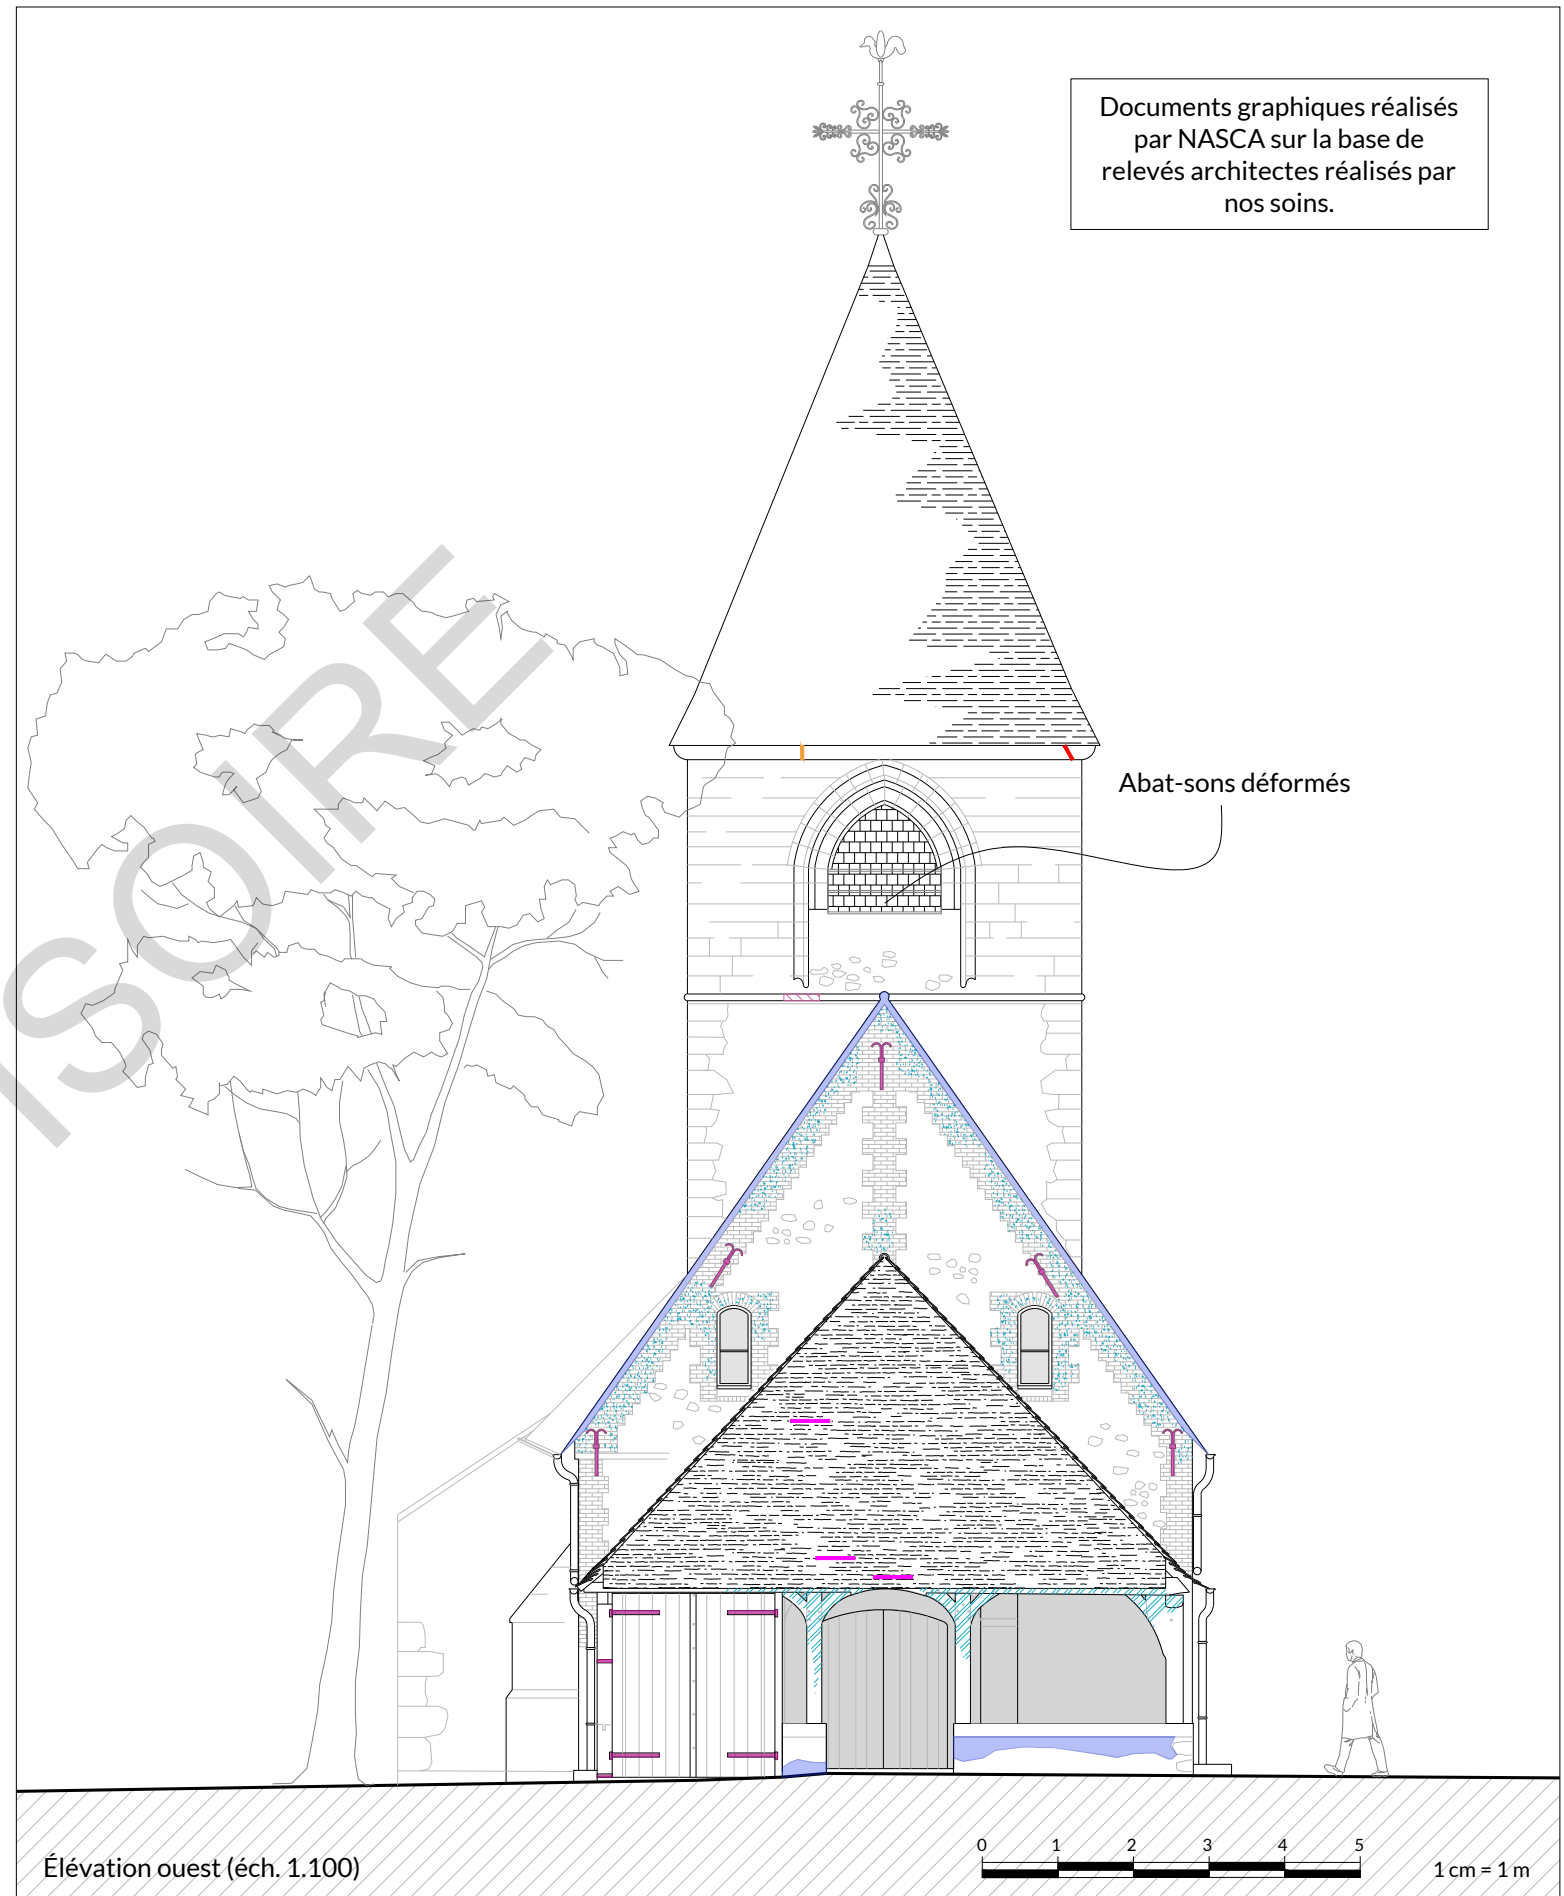 Documents graphiques réalisés
par NASCA sur la base de
relevés architectes réalisés par
nos soins.
Abat-sons déformés
ISOIRE
Élévation ouest (éch. 1.100)
0 1 2 3 4 5
1 cm = 1 m